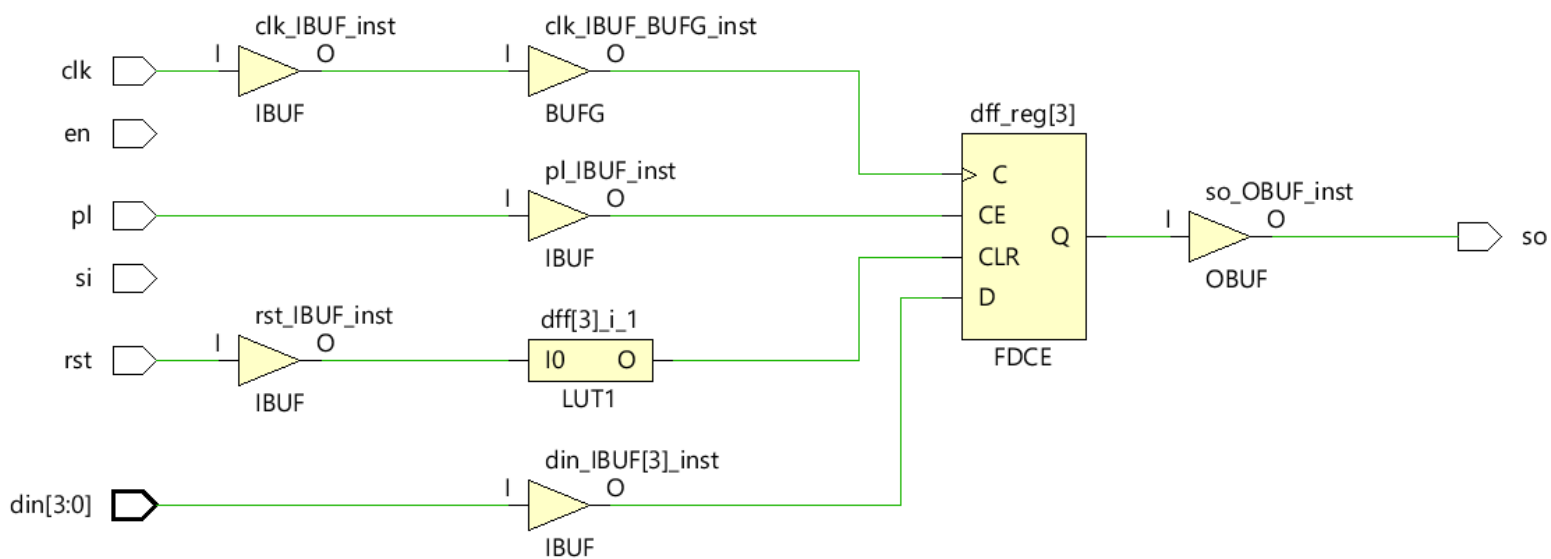 clk_IBUF_inst
clk_IBUF_BUFG_inst
I
O
I
O
clk
IBUF
BUFG
dff_reg[3]
en
pl_IBUF_inst
C
I
O
so_OBUF_inst
pl
CE
I
O
Q
so
IBUF
CLR
si
OBUF
D
rst_IBUF_inst
dff[3]_i_1
I
O
rst
I0
O
FDCE
IBUF
LUT1
din_IBUF[3]_inst
I
O
din[3:0]
IBUF